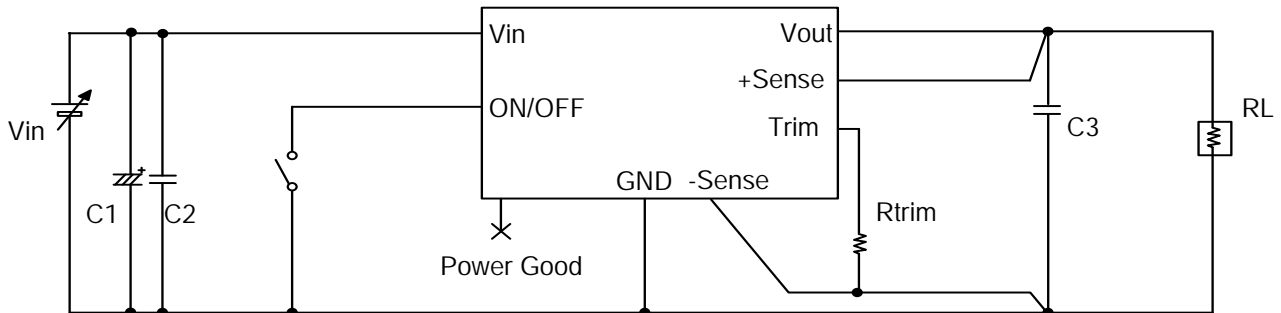 Vin
Vout
+Sense
ON/OFF
Vin
Trim
C3
RL
GND
-Sense
C1
C2
+
Rtrim
Power Good